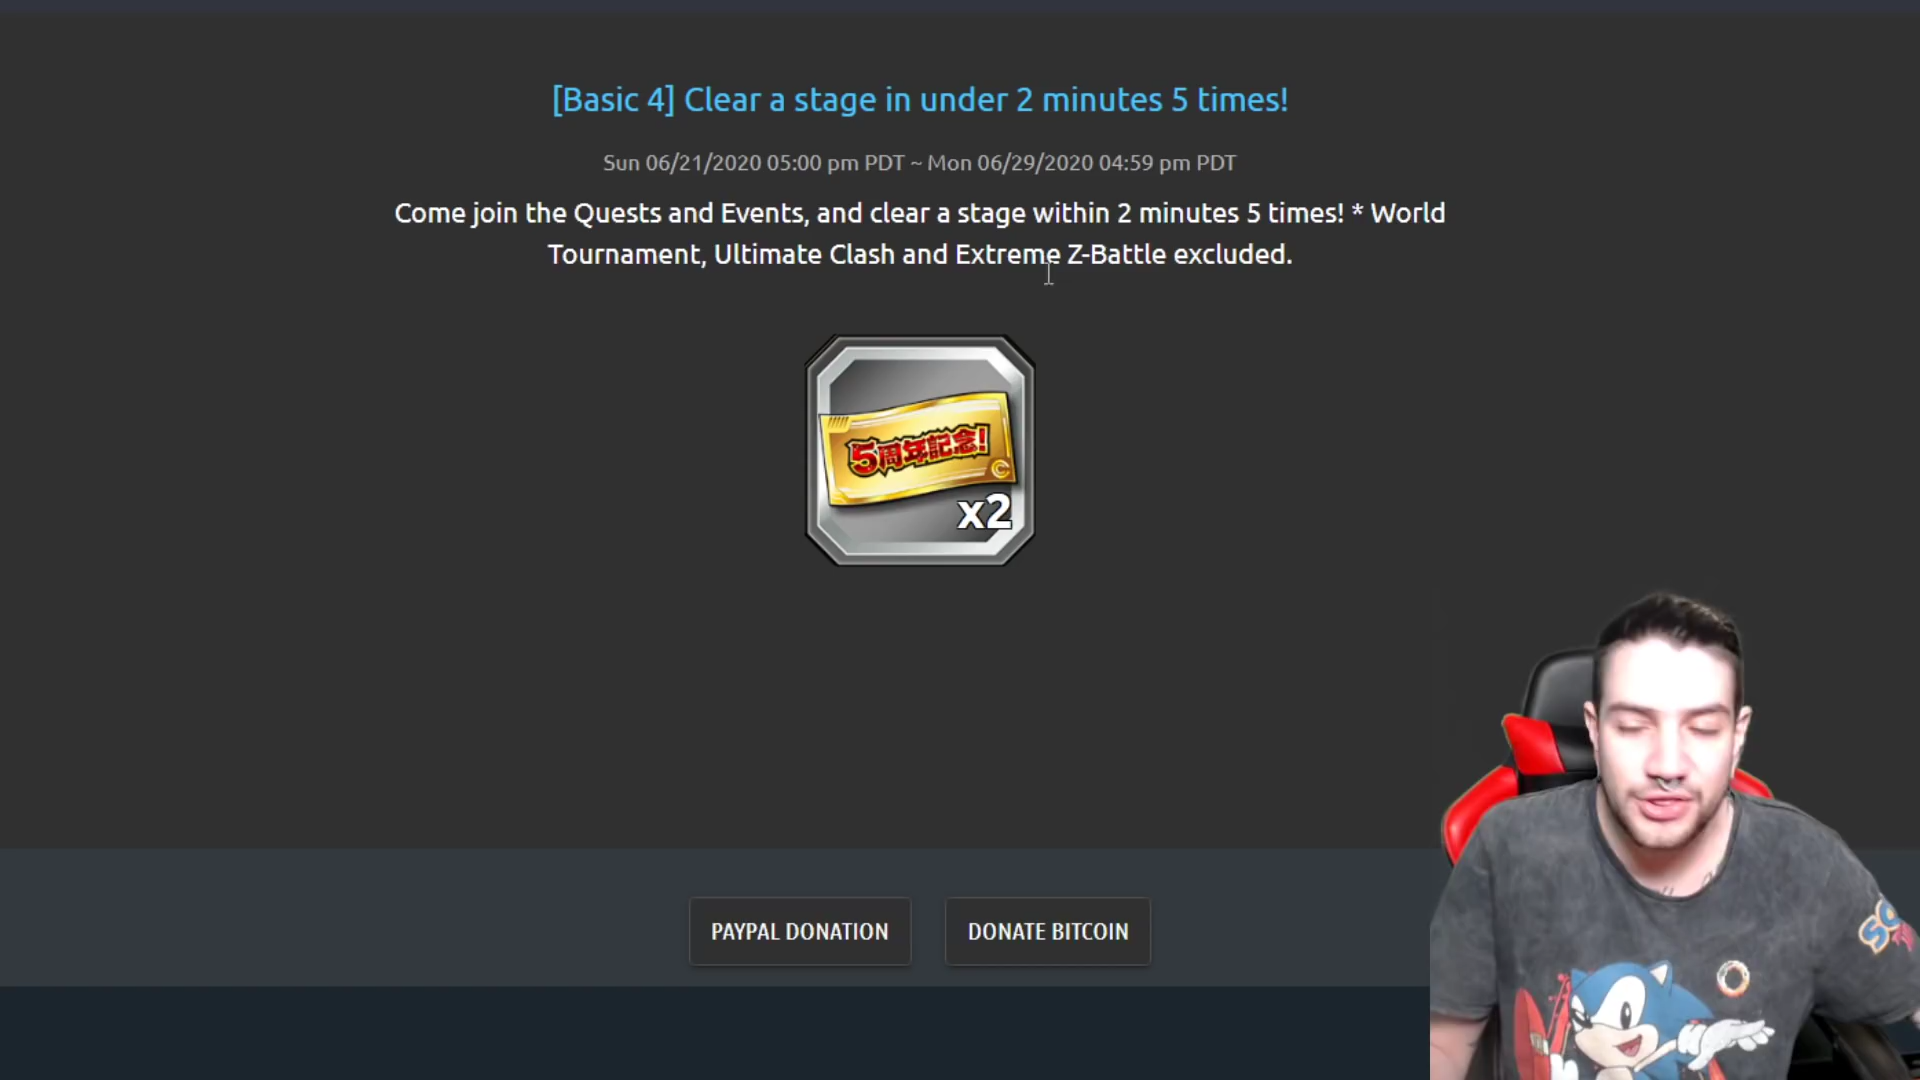 [Basic 4] Clear a stage in under 2 minutes 5 times!
Sun 06/21/2020 05:00 pm PDT ~ Mon 06/29/2020 04:59 pm PDT
Come join the Quests and Events, and clear a stage within 2 minutes 5 times! * World
Tournament, Ultimate Clash and Extreme Z-Battle excluded.
5周年記念!
x2
PAYPAL DONATION
DONATE BITCOIN